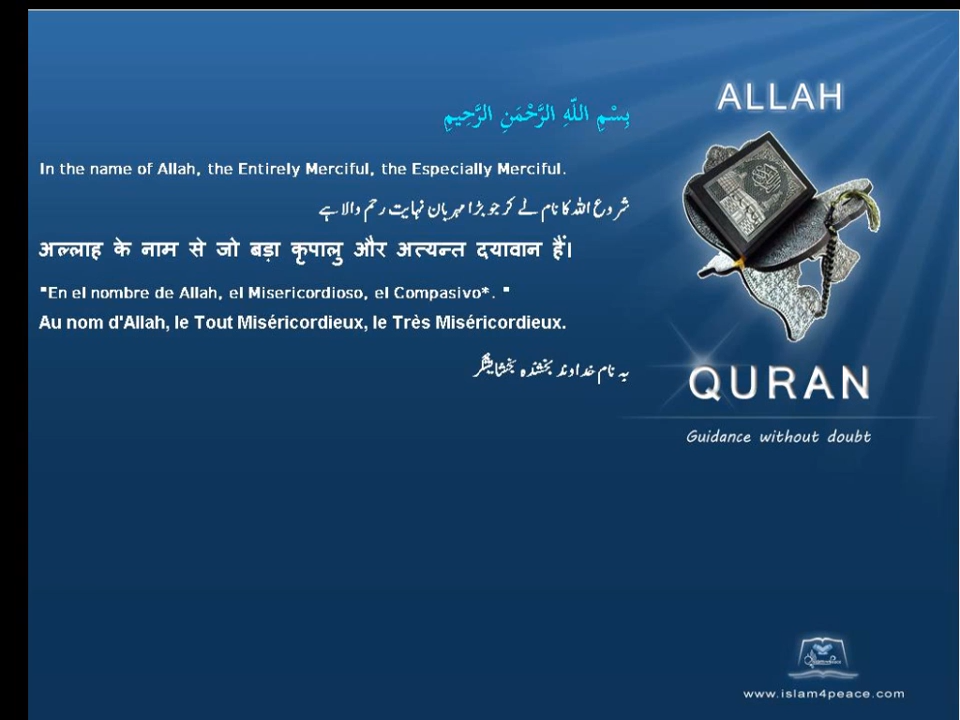 بِسْمِ اللّهِ الرَّحْمَنِ الرَّحِيمِ
In the name of Allah, the Entirely Merciful, the Especially Merciful.
شروع الله کا نام لے کر جو بڑا مہربان نہایت رحم والا ہے
अल्लाह के नाम से जो बड़ा कृपालु और अत्यन्त दयावान हैं।
"En el nombre de Allah, el Misericordioso, el Compasivo*. "
Au nom d'Allah, le Tout Miséricordieux, le Très Miséricordieux.
به نام خداوند بخشنده بخشایشگر
ALLAH
QURAN
Guidance without doubt
www.islam4peace.com